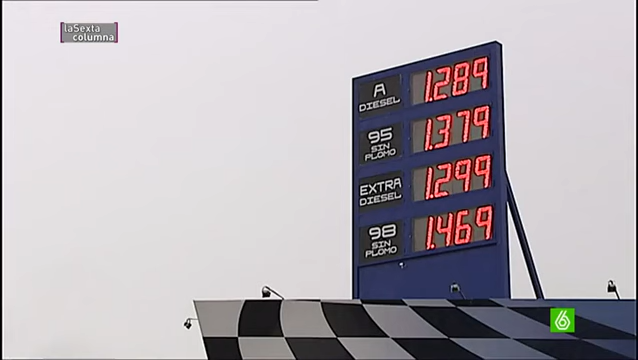 laSexta
columna
A
DIESEL
1.289
95
SIN
PLOMO
1.379
EXTRA
DIESEL
1.299
98
SIN
PLOMO
1.469
6